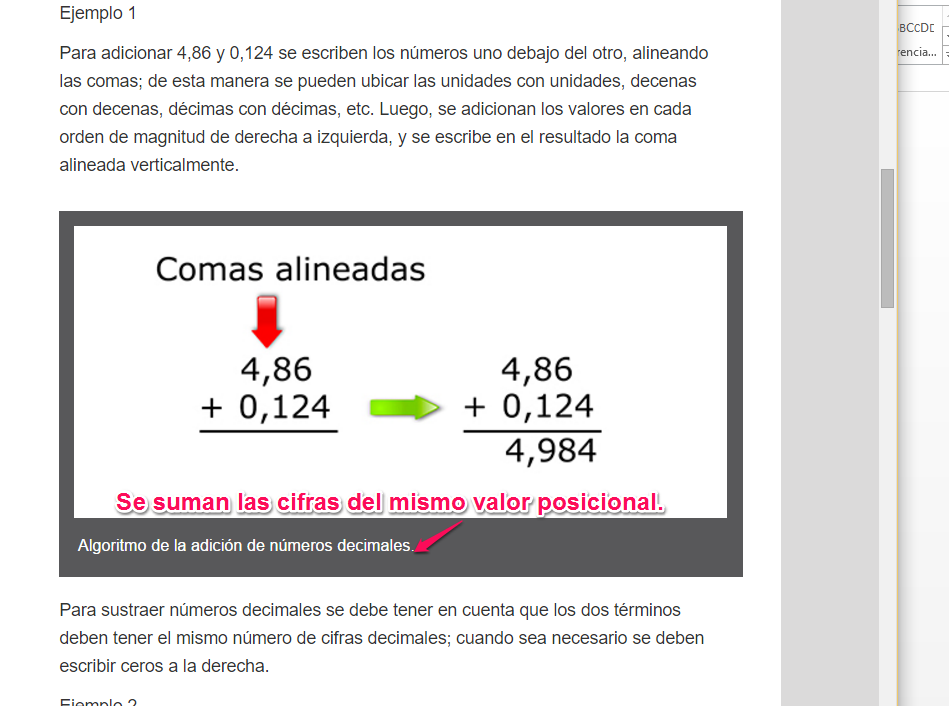 Ejemplo 1
Para adicionar 4,86 y 0,124 se escriben los números uno debajo del otro, alineando
las comas; de esta manera se pueden ubicar las unidades con unidades, decenas
con decenas, décimas con décimas, etc. Luego, se adicionan los valores en cada
orden de magnitud de derecha a izquierda, y se escribe en el resultado la coma
alineada verticalmente.
Comas alineadas
4,86 4,86
+ 0,124 + 0,124
4,984
Se suman las cifras del mismo valor posicional.
Algoritmo de la adición de números decimales.
Para sustraer números decimales se debe tener en cuenta que los dos términos
deben tener el mismo número de cifras decimales; cuando sea necesario se deben
escribir ceros a la derecha.
Ejemplo 2
rencia...